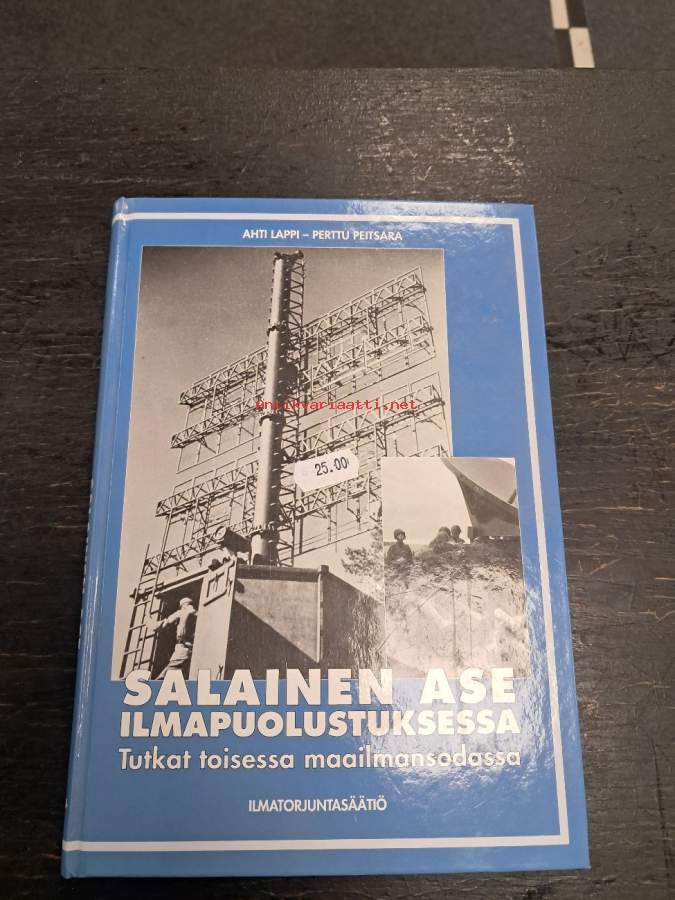 AHTI LAPPI – PERTTU PEITSARA
Antikvariaatti.net
25.00
SALAINEN ASE
ILMAPUOLUSTUKSESSA
Tutkat toisessa maailmansodassa
ILMATORJUNTASÄÄTIÖ